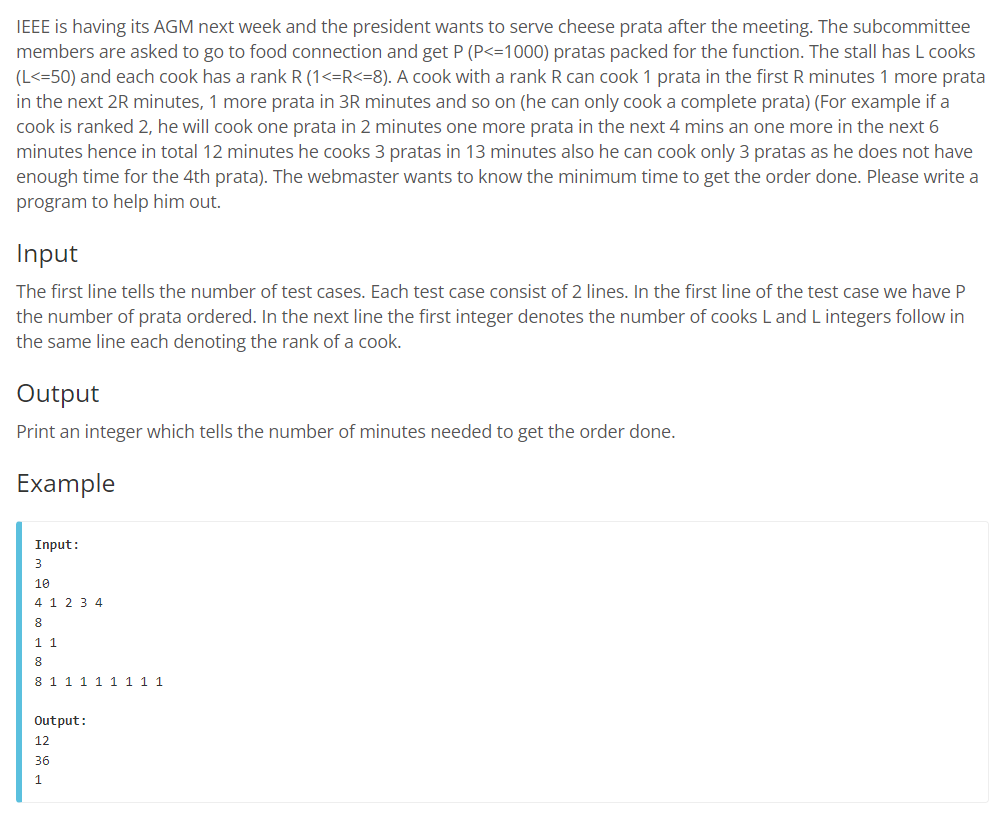 IEEE is having its AGM next week and the president wants to serve cheese prata after the meeting. The subcommittee
members are asked to go to food connection and get P (P<=1000) pratas packed for the function. The stall has L cooks
(L<=50) and each cook has a rank R (1<=R<=8). A cook with a rank R can cook 1 prata in the first R minutes 1 more prata
in the next 2R minutes, 1 more prata in 3R minutes and so on (he can only cook a complete prata) (For example if a
cook is ranked 2, he will cook one prata in 2 minutes one more prata in the next 4 mins an one more in the next 6
minutes hence in total 12 minutes he cooks 3 pratas in 13 minutes also he can cook only 3 pratas as he does not have
enough time for the 4th prata). The webmaster wants to know the minimum time to get the order done. Please write a
program to help him out.
Input
The first line tells the number of test cases. Each test case consist of 2 lines. In the first line of the test case we have P
the number of prata ordered. In the next line the first integer denotes the number of cooks L and L integers follow in
the same line each denoting the rank of a cook.
Output
Print an integer which tells the number of minutes needed to get the order done.
Example
Input:
3
10
4 1 2 3 4
8
1 1
8
8 1 1 1 1 1 1 1 1
Output:
12
36
1